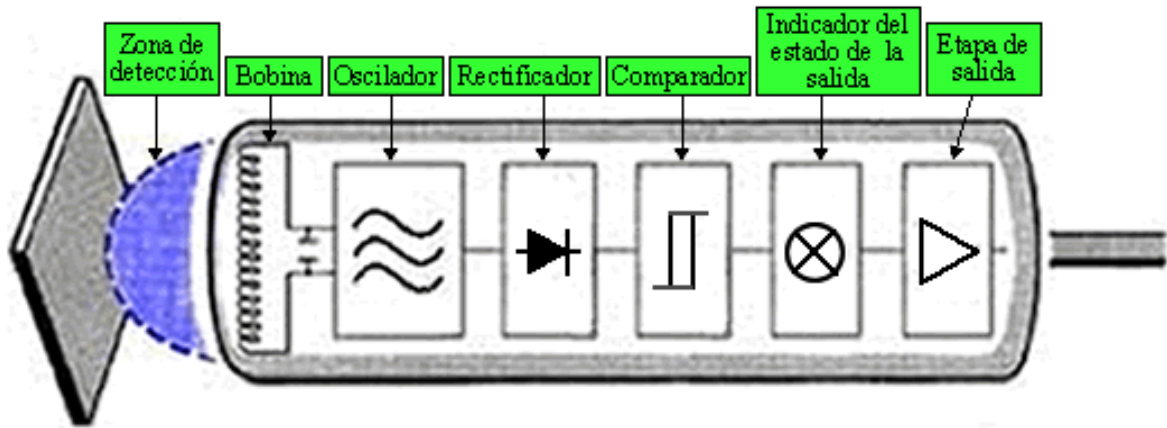 Zona de
detección
Bobina
Oscilador
Rectificador
Comparador
Indicador del
estado de la
salida
Etapa de
salida